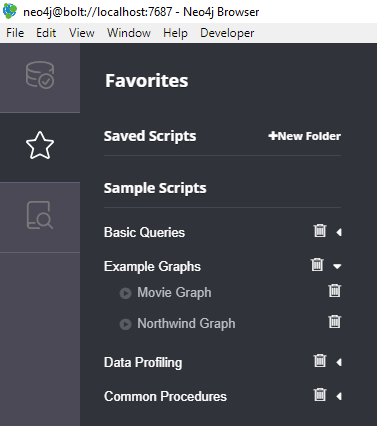 neo4j@bolt://localhost:7687 - Neo4j Browser
File Edit View Window Help Developer
Favorites
Saved Scripts +New Folder
Sample Scripts
Basic Queries
Example Graphs
Movie Graph
Northwind Graph
Data Profiling
Common Procedures